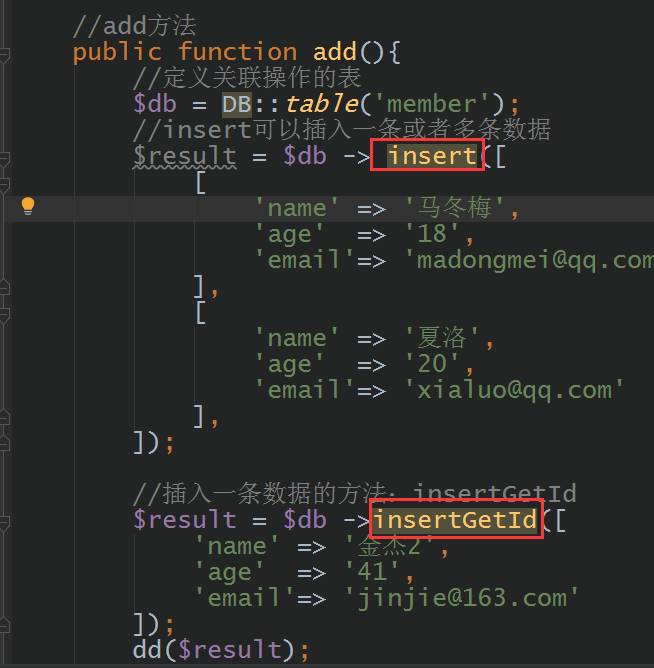 //add方法
public function add(){
//定义关联操作的表
$db = DB::table('member');
//insert可以插入一条或者多条数据
$result = $db -> insert([
[
'name' => '马冬梅',
'age' => '18',
'email'=> 'madongmei@qq.com
],
[
'name' => '夏洛',
'age' => '20',
'email'=> 'xialuo@qq.com'
],
]);
//插入一条数据的方法：insertGetId
$result = $db ->insertGetId([
'name' => '金杰2',
'age' => '41',
'email'=> 'jinjie@163.com'
]);
dd($result);